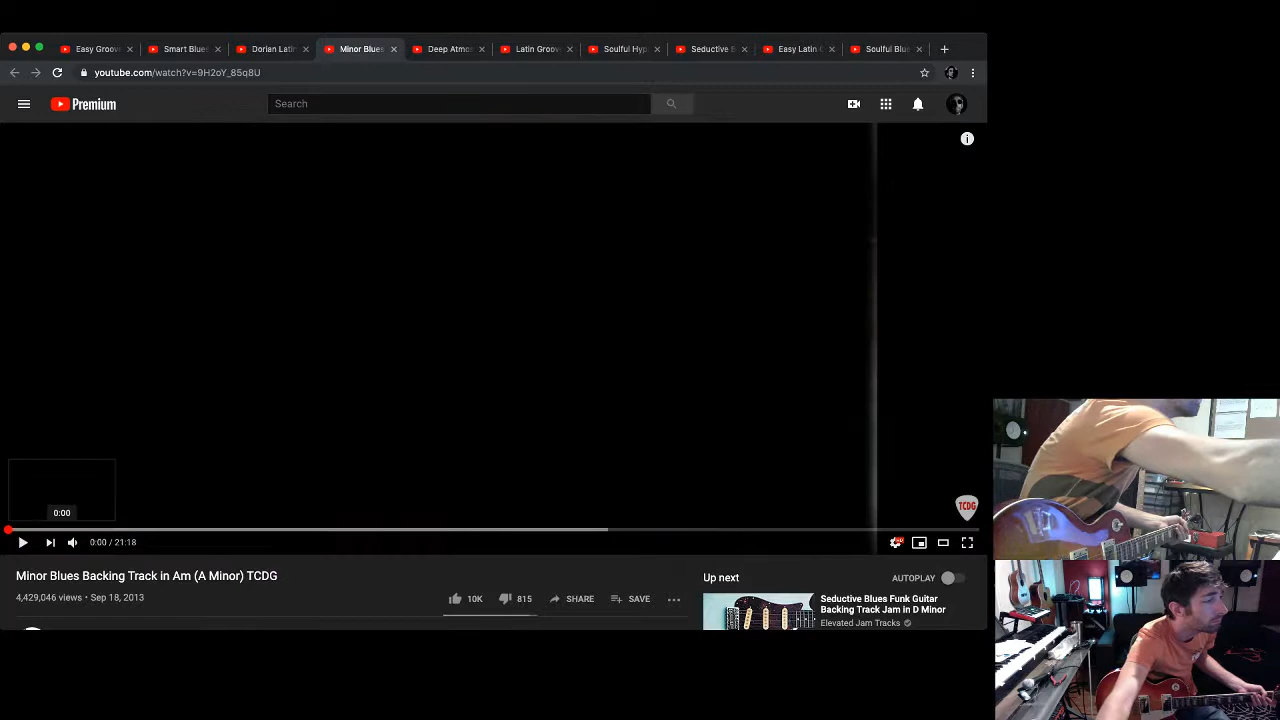 Easy Groov
Smart Blues
Dorian Latin
Minor Blues
Deep Atmos
Latin Groov
Soulful Hyp
Seductive B
Easy Latin G
Soulful Blue
youtube.com/watch?v=9H2oY_85q8U
Premium
Search
TCDG
0:00
0:00 / 21:18
HD
Minor Blues Backing Track in Am (A Minor) TCDG
4,429,046 views • Sep 18, 2013
10K
815
SHARE
SAVE
Up next
AUTOPLAY
Seductive Blues Funk Guitar
Backing Track Jam in D Minor
Elevated Jam Tracks